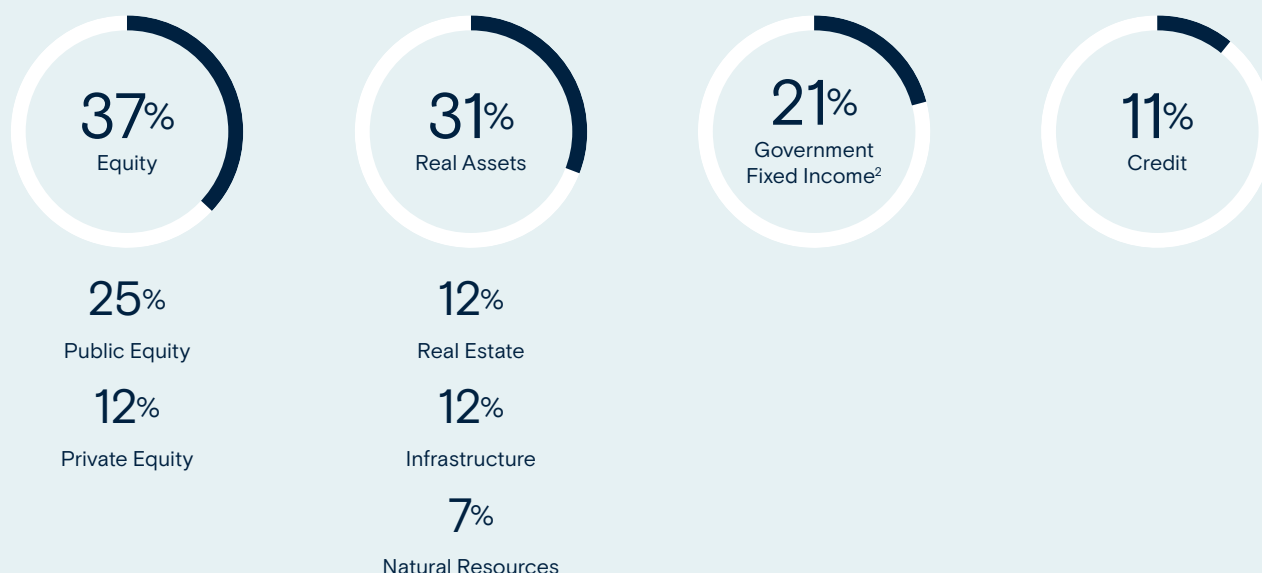 37%
Equity
31%
Real Assets
21%
Government
Fixed Income²
11%
Credit
25%
Public Equity
12%
Private Equity
12%
Real Estate
12%
Infrastructure
7%
Natural Resources